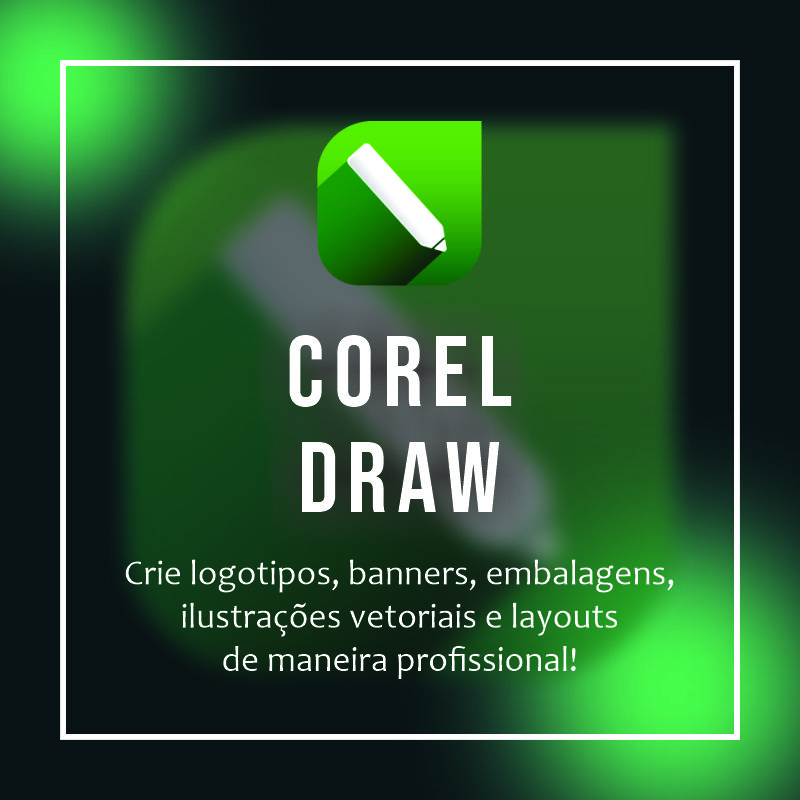 COREL
DRAW
Crie logotipos, banners, embalagens,
ilustrações vetoriais e layouts
de maneira profissional!